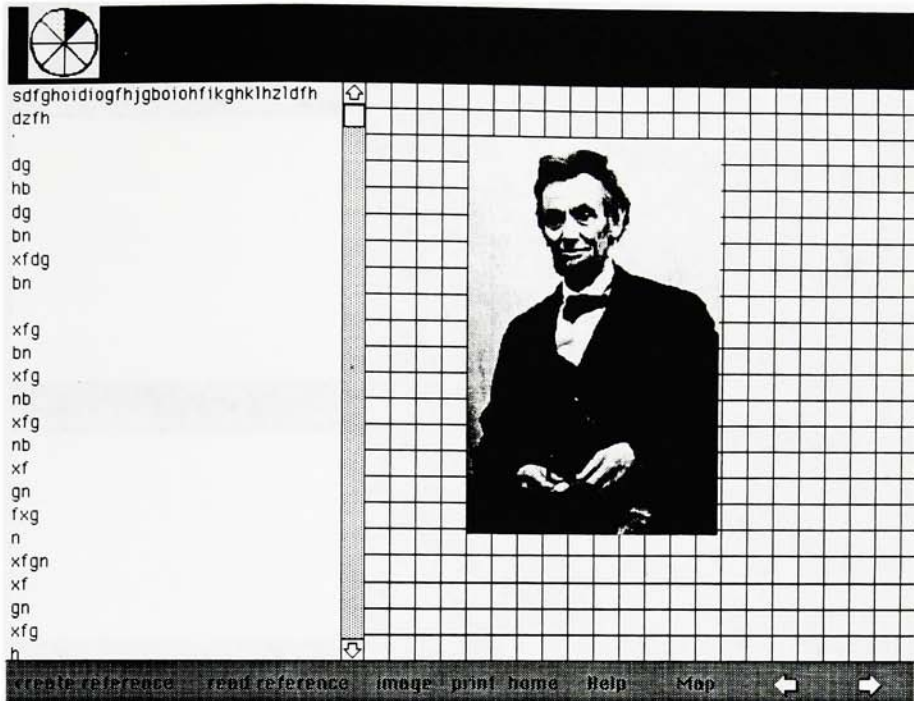 sdfghoidiogfhjgboiohfikghklhzldfh
dzfh
.
dg
hb
dg
bn
xfdg
bn
xfg
bn
xfg
nb
xfg
nb
xf
gn
fxg
n
xfgn
xf
gn
xfg
h
create reference read reference image print home Help Map